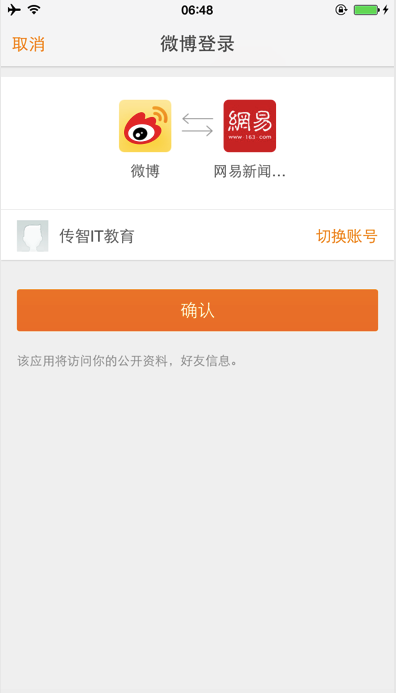 06:48
取消
微博登录
網易
www.163.com
微博
网易新闻...
传智IT教育
切换账号
确认
该应用将访问你的公开资料，好友信息。